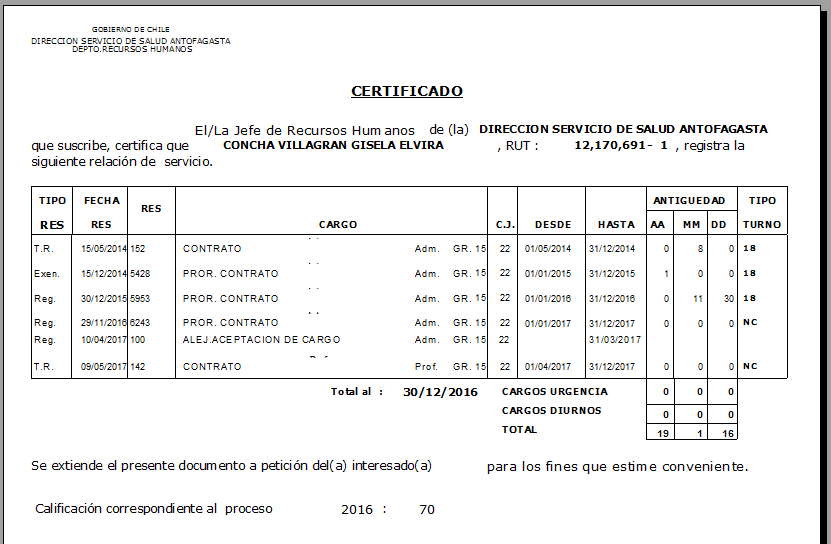 GOBIERNO DE CHILE
DIRECCION SERVICIO DE SALUD ANTOFAGASTA
DEPTO.RECURSOS HUMANOS
CERTIFICADO
El/La Jefe de Recursos Humanos de (la) DIRECCION SERVICIO DE SALUD ANTOFAGASTA
que suscribe, certifica que CONCHA VILLAGRAN GISELA ELVIRA , RUT : 12,170,691- 1 , registra la
siguiente relación de servicio.
TIPO FECHA RES ANTIGUEDAD TIPO
RES RES CARGO C.J. DESDE HASTA AA MM DD TURNO
T.R. 15/05/2014 152 CONTRATO Adm. GR. 15 22 01/05/2014 31/12/2014 0 8 0 18
Exen. 15/12/2014 5428 PROR. CONTRATO Adm. GR. 15 22 01/01/2015 31/12/2015 1 0 0 18
Reg. 30/12/2015 5953 PROR. CONTRATO Adm. GR. 15 22 01/01/2016 31/12/2016 0 11 30 18
Reg. 29/11/2016 6243 PROR. CONTRATO Adm. GR. 15 22 01/01/2017 31/12/2017 0 0 0 NC
Reg. 10/04/2017 100 ALEJ.ACEPTACION DE CARGO Adm. GR. 15 22 31/03/2017
T.R. 09/05/2017 142 CONTRATO Prof. GR. 15 22 01/04/2017 31/12/2017 0 0 0 NC
Total al : 30/12/2016 CARGOS URGENCIA 0 0 0
CARGOS DIURNOS 0 0 0
TOTAL 19 1 16
Se extiende el presente documento a petición del(a) interesado(a) para los fines que estime conveniente.
Calificación correspondiente al proceso 2016 : 70